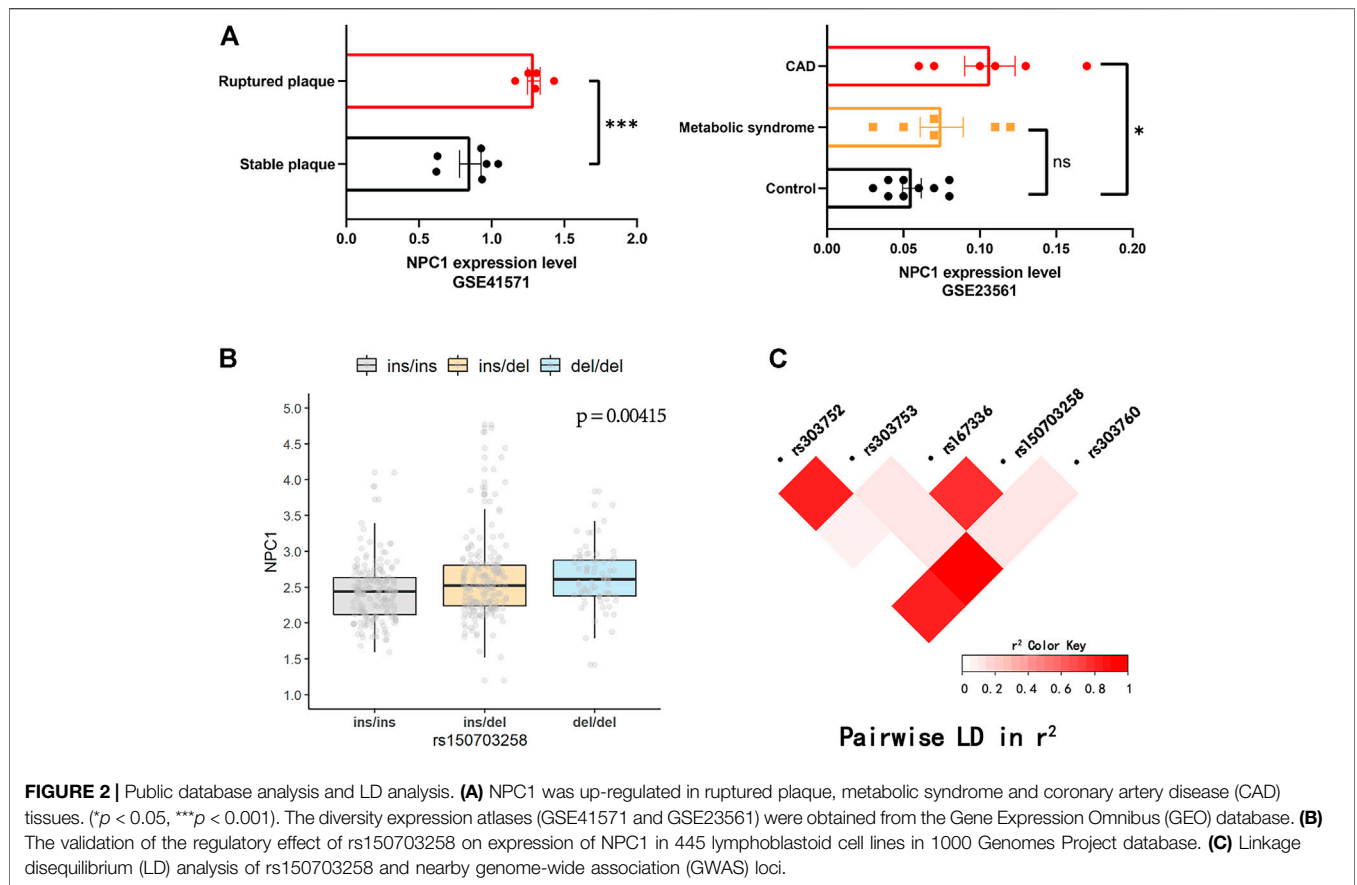 A
Ruptured plaque
Stable plaque
***
0.0 0.5 1.0 1.5 2.0
NPC1 expression level
GSE41571
CAD
Metabolic syndrome
Control
ns
*
0.00 0.05 0.10 0.15 0.20
NPC1 expression level
GSE23561
B
ins/ins ins/del del/del
p = 0.00415
5.0
4.5
4.0
3.5
3.0
2.5
2.0
1.5
1.0
NPC1
ins/ins ins/del del/del
rs150703258
C
rs303752 rs303753 rs167336 rs150703258 rs303760
r² Color Key
0 0.2 0.4 0.6 0.8 1
Pairwise LD in r²
FIGURE 2 | Public database analysis and LD analysis. (A) NPC1 was up-regulated in ruptured plaque, metabolic syndrome and coronary artery disease (CAD)
tissues. (*p < 0.05, ***p < 0.001). The diversity expression atlases (GSE41571 and GSE23561) were obtained from the Gene Expression Omnibus (GEO) database. (B)
The validation of the regulatory effect of rs150703258 on expression of NPC1 in 445 lymphoblastoid cell lines in 1000 Genomes Project database. (C) Linkage
disequilibrium (LD) analysis of rs150703258 and nearby genome-wide association (GWAS) loci.